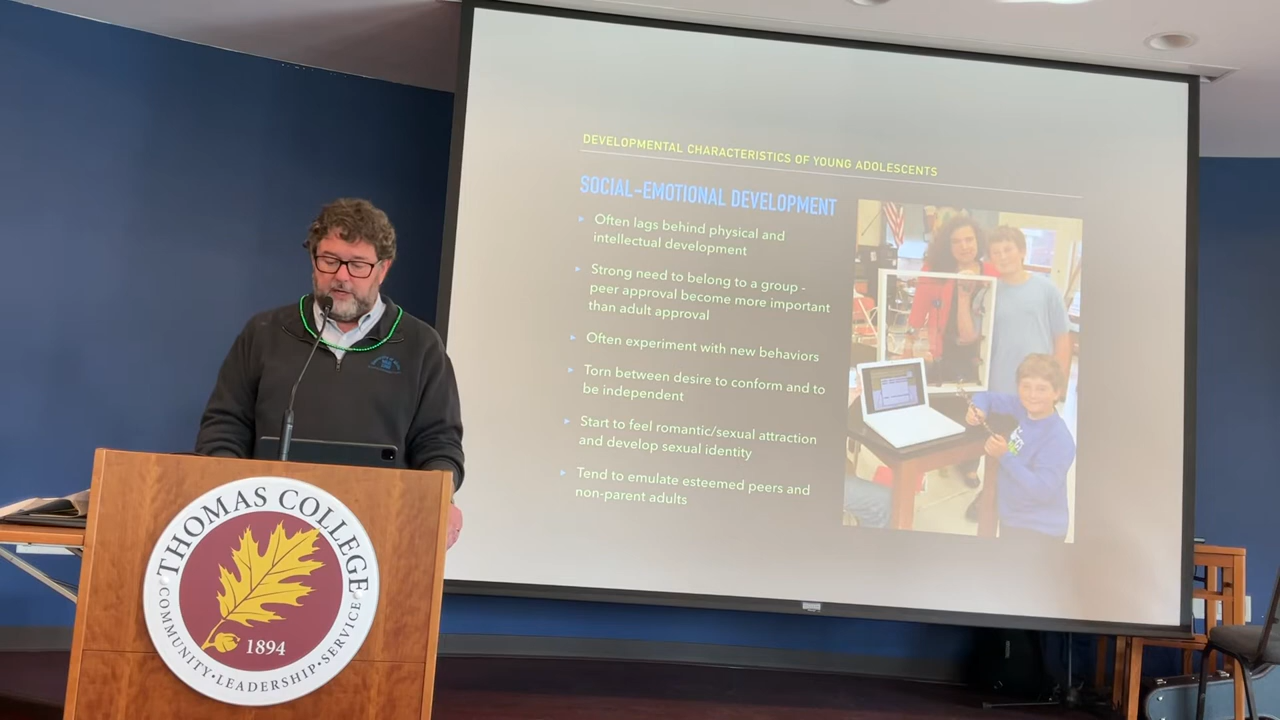 DEVELOPMENTAL CHARACTERISTICS OF YOUNG ADOLESCENTS
SOCIAL-EMOTIONAL DEVELOPMENT
Often lags behind physical and
intellectual development
Strong need to belong to a group -
peer approval become more important
than adult approval
Often experiment with new behaviors
Torn between desire to conform and to
be independent
Start to feel romantic/sexual attraction
and develop sexual identity
Tend to emulate esteemed peers and
non-parent adults
THOMAS COLLEGE
1894
COMMUNITY·LEADERSHIP·SERVICE